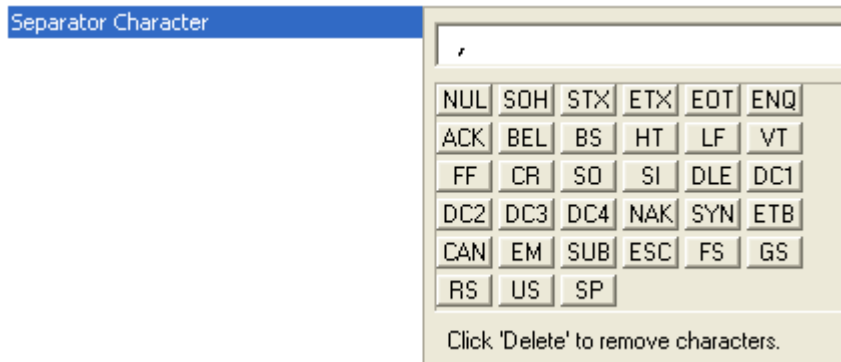 Separator Character
,
NUL SOH STX ETX EOT ENQ
ACK BEL BS HT LF VT
FF CR SO SI DLE DC1
DC2 DC3 DC4 NAK SYN ETB
CAN EM SUB ESC FS GS
RS US SP
Click 'Delete' to remove characters.